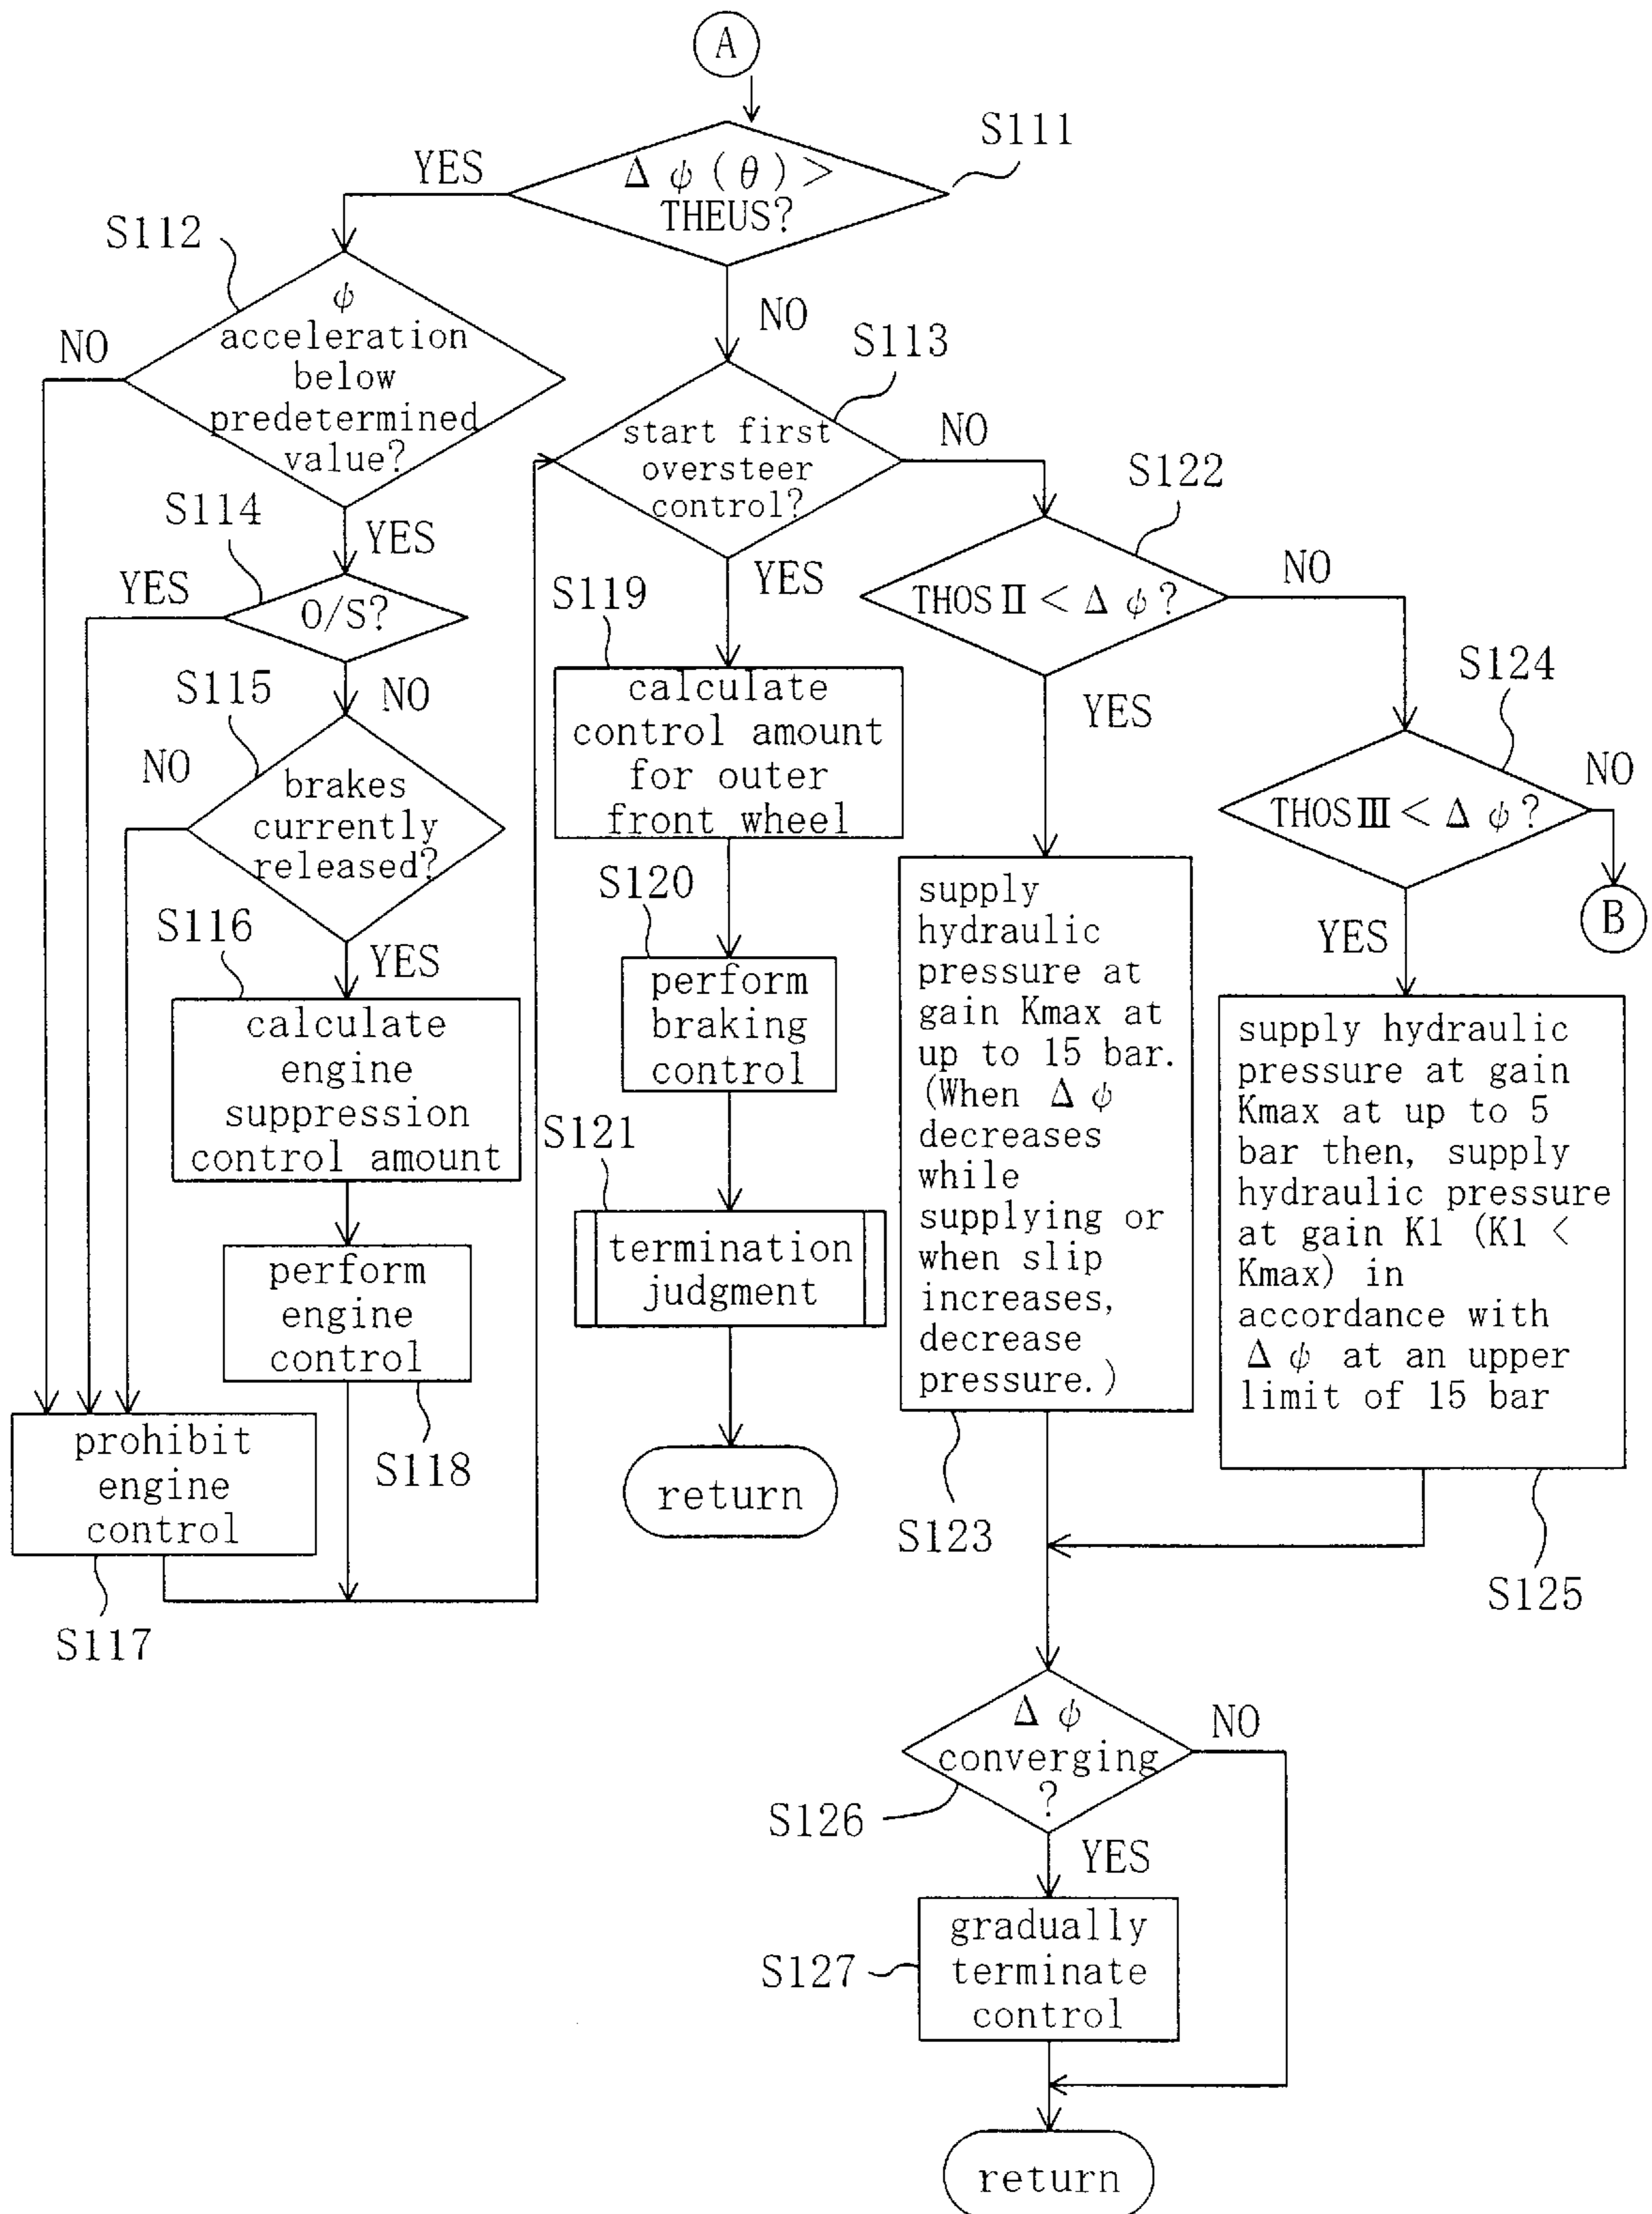 A
S111
Δ ψ ( θ ) >
THEUS?
YES
NO
S112
ψ
acceleration
below
predetermined
value?
NO
YES
S113
start first
oversteer
control?
NO
YES
S114
O/S?
YES
NO
S115
brakes
currently
released?
NO
YES
S116
calculate
engine
suppression
control amount
perform
engine
control
S118
prohibit
engine
control
S117
S119
calculate
control amount
for outer
front wheel
S120
perform
braking
control
S121
termination
judgment
return
S122
THOS II < Δ ψ ?
NO
YES
supply
hydraulic
pressure at
gain Kmax at
up to 15 bar.
(When Δ ψ
decreases
while
supplying or
when slip
increases,
decrease
pressure.)
S123
S124
THOS III < Δ ψ ?
NO
B
YES
supply hydraulic
pressure at gain
Kmax at up to 5
bar then, supply
hydraulic pressure
at gain K1 (K1 <
Kmax) in
accordance with
Δ ψ at an upper
limit of 15 bar
S125
Δ ψ
converging
?
S126
NO
YES
gradually
terminate
control
S127
return